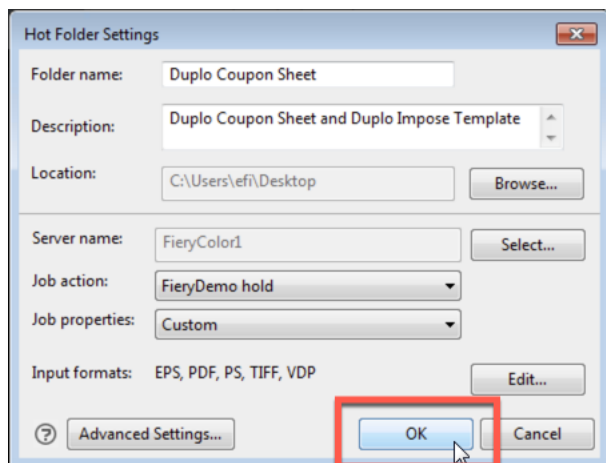 Hot Folder Settings
Folder name: Duplo Coupon Sheet
Description: Duplo Coupon Sheet and Duplo Impose Template
Location: C:\Users\efi\Desktop Browse...
Server name: FieryColor1 Select...
Job action: FieryDemo hold
Job properties: Custom
Input formats: EPS, PDF, PS, TIFF, VDP Edit...
? Advanced Settings... OK Cancel